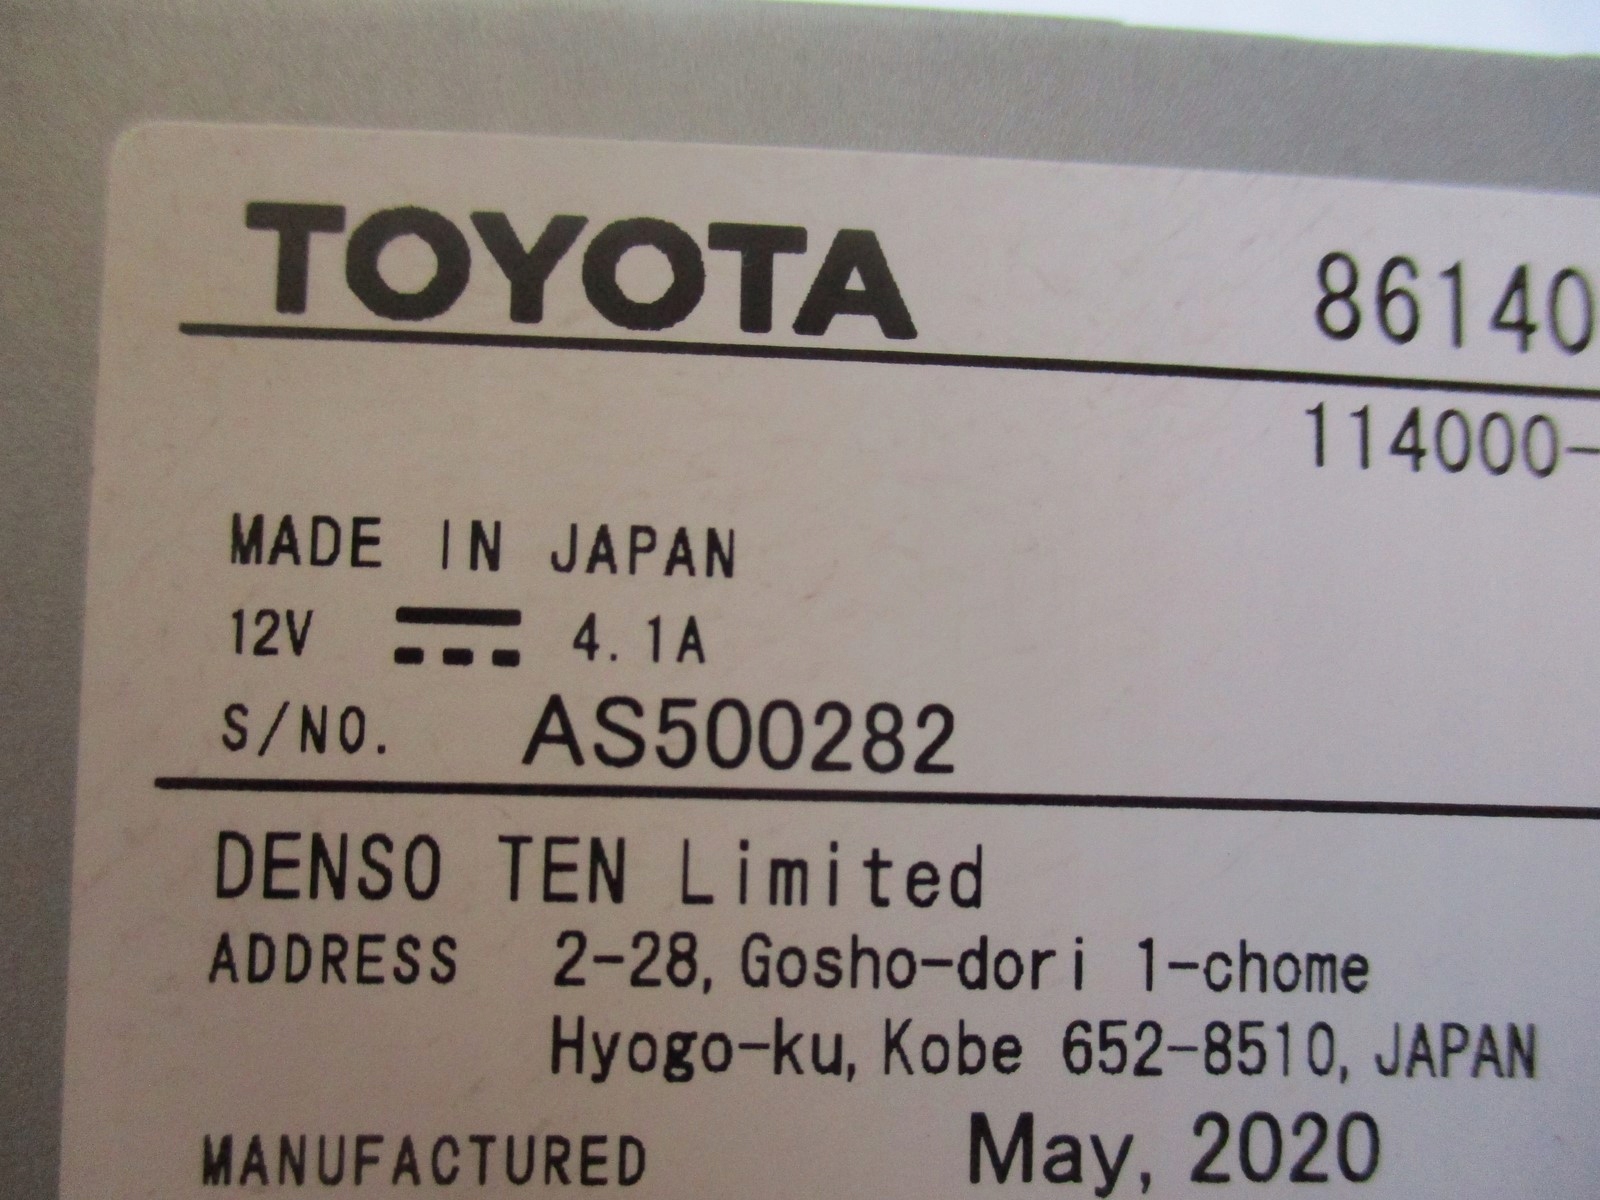 TOYOTA 86140
114000-
MADE IN JAPAN
12V ⎓ 4.1A
S/NO. AS500282
DENSO TEN Limited
ADDRESS 2-28, Gosho-dori 1-chome
Hyogo-ku, Kobe 652-8510, JAPAN
MANUFACTURED May, 2020